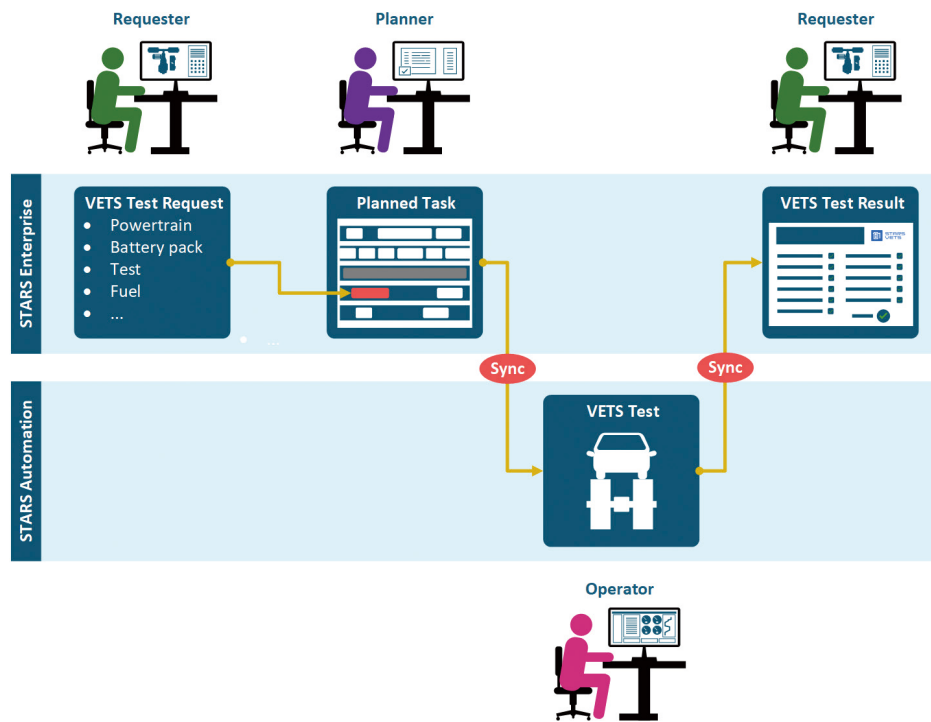 Requester
Planner
Requester
STARS Enterprise
VETS Test Request
• Powertrain
• Battery pack
• Test
• Fuel
• ...
• ...
Planned Task
VETS Test Result
STARS
VETS
Sync
Sync
STARS Automation
VETS Test
Operator